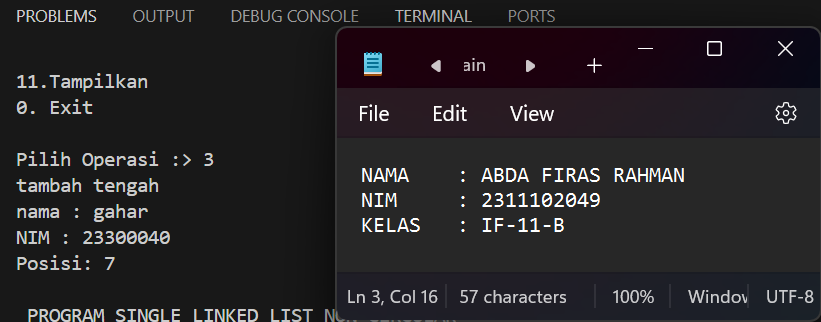 PROBLEMS OUTPUT DEBUG CONSOLE TERMINAL PORTS
11.Tampilkan
0. Exit
Pilih Operasi :> 3
tambah tengah
nama : gahar
NIM : 23300040
Posisi: 7
PROGRAM SINGLE LINKED LIST NON
ain
File Edit View
NAMA : ABDA FIRAS RAHMAN
NIM : 2311102049
KELAS : IF-11-B
Ln 3, Col 16 57 characters 100% Window UTF-8